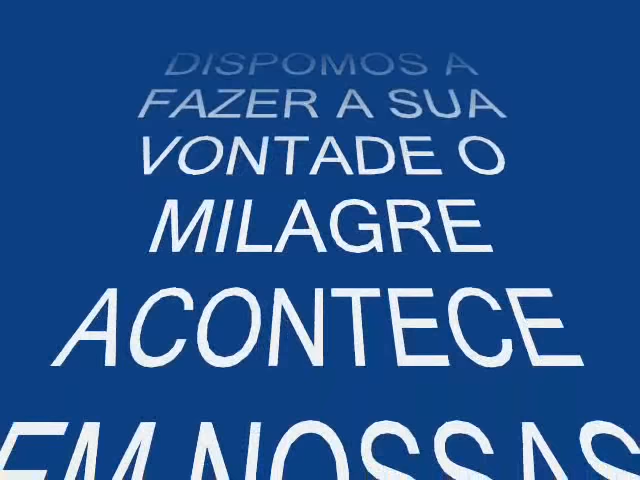 DISPOMOS A
FAZER A SUA
VONTADE O
MILAGRE
ACONTECE
EM NOSSAS